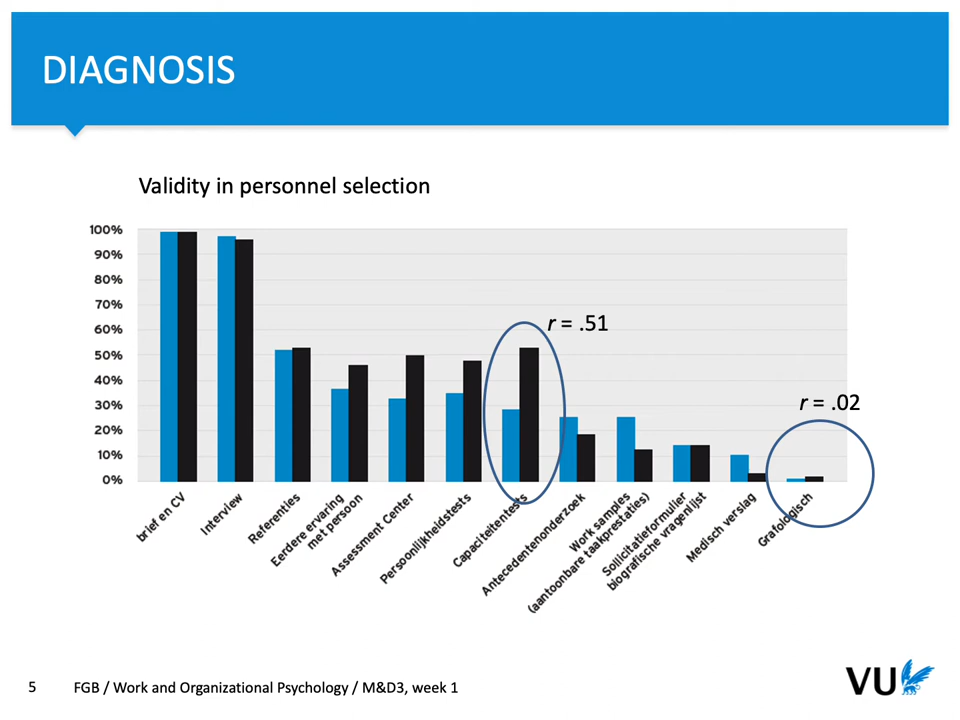 DIAGNOSIS
Validity in personnel selection
100%
90%
80%
70%
60%
50%
40%
30%
20%
10%
0%
r = .51
r = .02
brief en CV
Interview
Referenties
Eerdere ervaring
met persoon
Assessment Center
Persoonlijkheidstests
Capaciteitentests
Antecedentenonderzoek
Work samples
(aantoonbare taakprestaties)
Sollicitatieformulier
biografische vragenlijst
Medisch verslag
Grafologisch
5
FGB / Work and Organizational Psychology / M&D3, week 1
VU